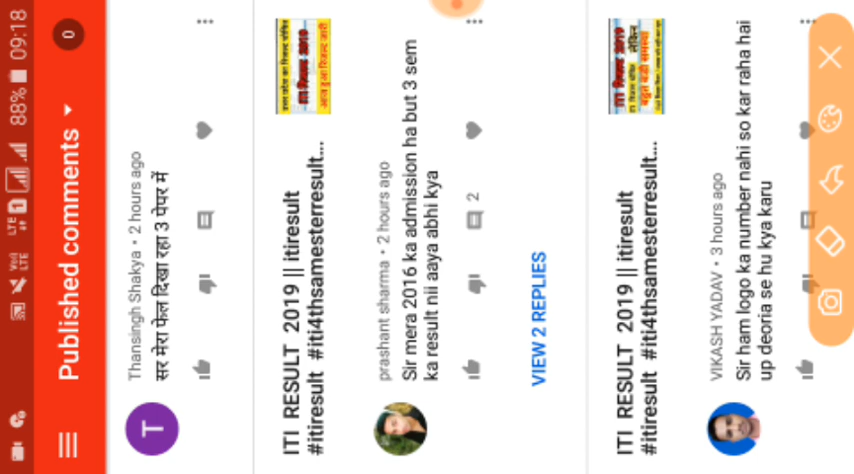 LTE 1 88% 09:18
Published comments
0
T
Thansingh Shakya • 2 hours ago
सर मेरा फेल दिखा रहा 3 पेपर में
ITI RESULT 2019 || itiresult
#itiresult #iti4thsamesterresult...
prashant sharma • 2 hours ago
Sir mera 2016 ka admission ha but 3 sem
ka result nii aaya abhi kya
2
VIEW 2 REPLIES
ITI RESULT 2019 || itiresult
#itiresult #iti4thsamesterresult...
VIKASH YADAV • 3 hours ago
Sir ham logo ka number nahi so kar raha hai
up deoria se hu kya karu